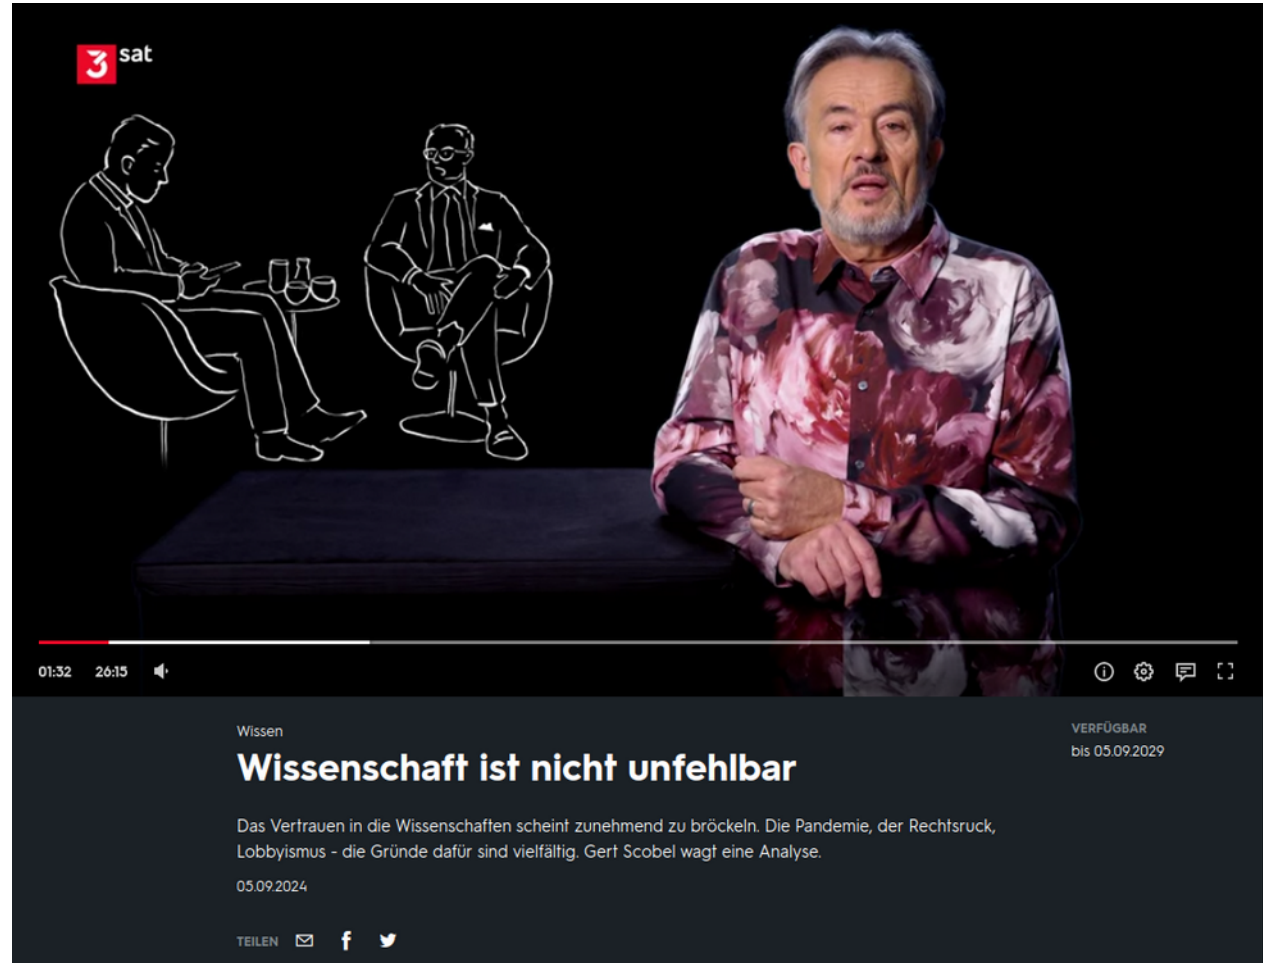 3sat
01:32 26:15
Wissen
Wissenschaft ist nicht unfehlbar
Das Vertrauen in die Wissenschaften scheint zunehmend zu bröckeln. Die Pandemie, der Rechtsruck,
Lobbyismus - die Gründe dafür sind vielfältig. Gert Scobel wagt eine Analyse.
05.09.2024
VERFÜGBAR
bis 05.09.2029
TEILEN